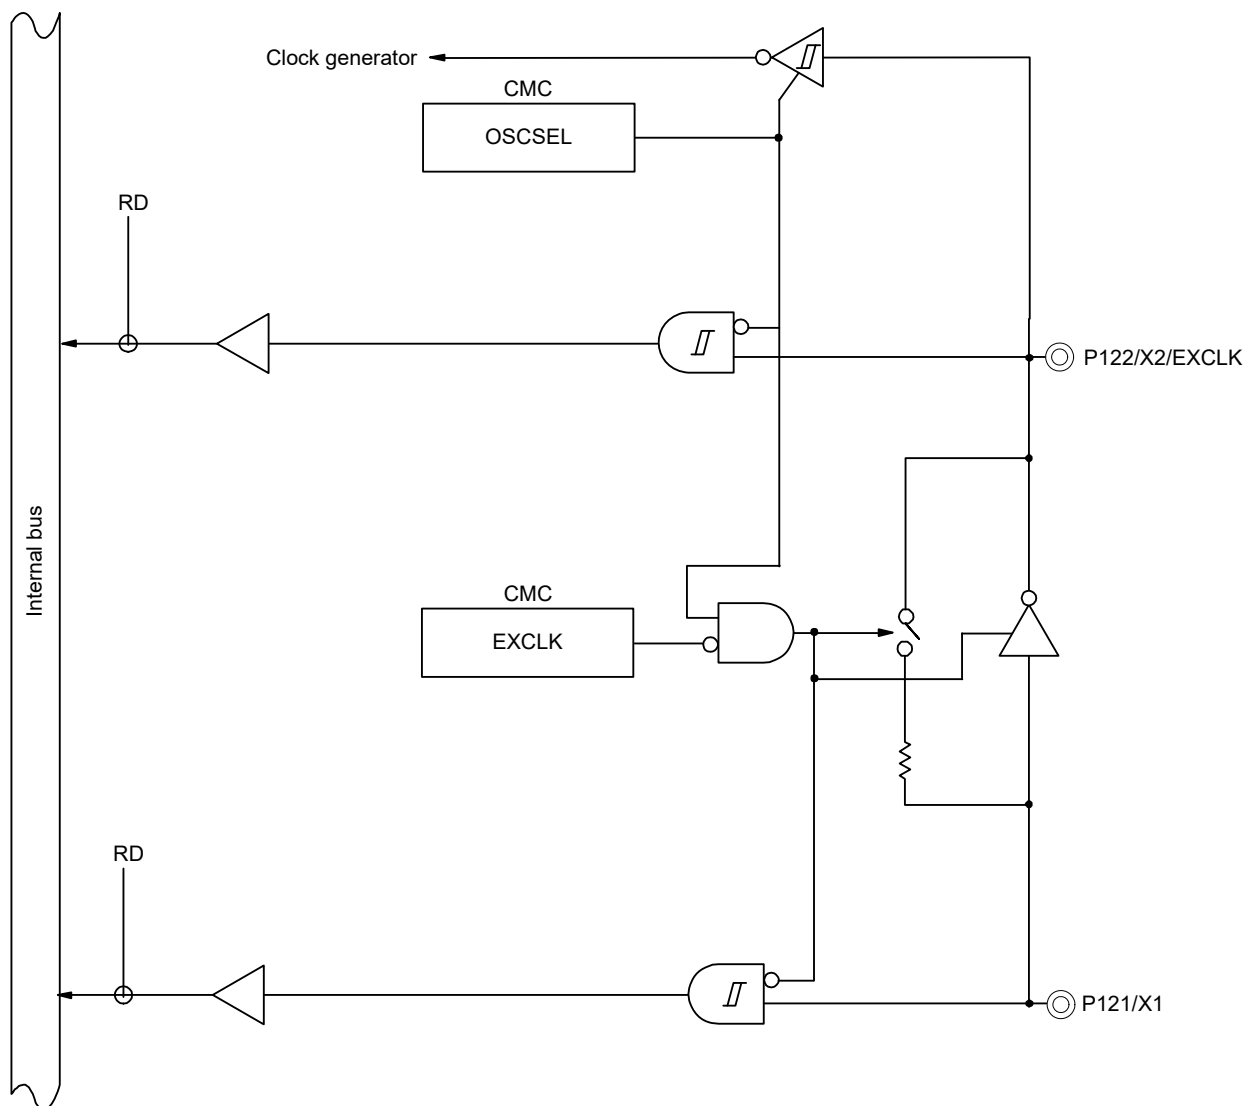 Clock generator
CMC
OSCSEL
RD
P122/X2/EXCLK
Internal bus
CMC
EXCLK
RD
P121/X1